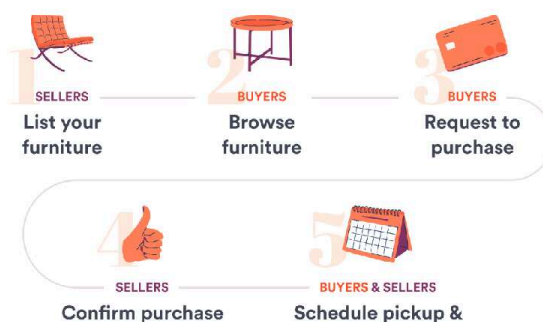 1
SELLERS
List your
furniture
2
BUYERS
Browse
furniture
3
BUYERS
Request to
purchase
4
SELLERS
Confirm purchase
5
BUYERS & SELLERS
Schedule pickup &